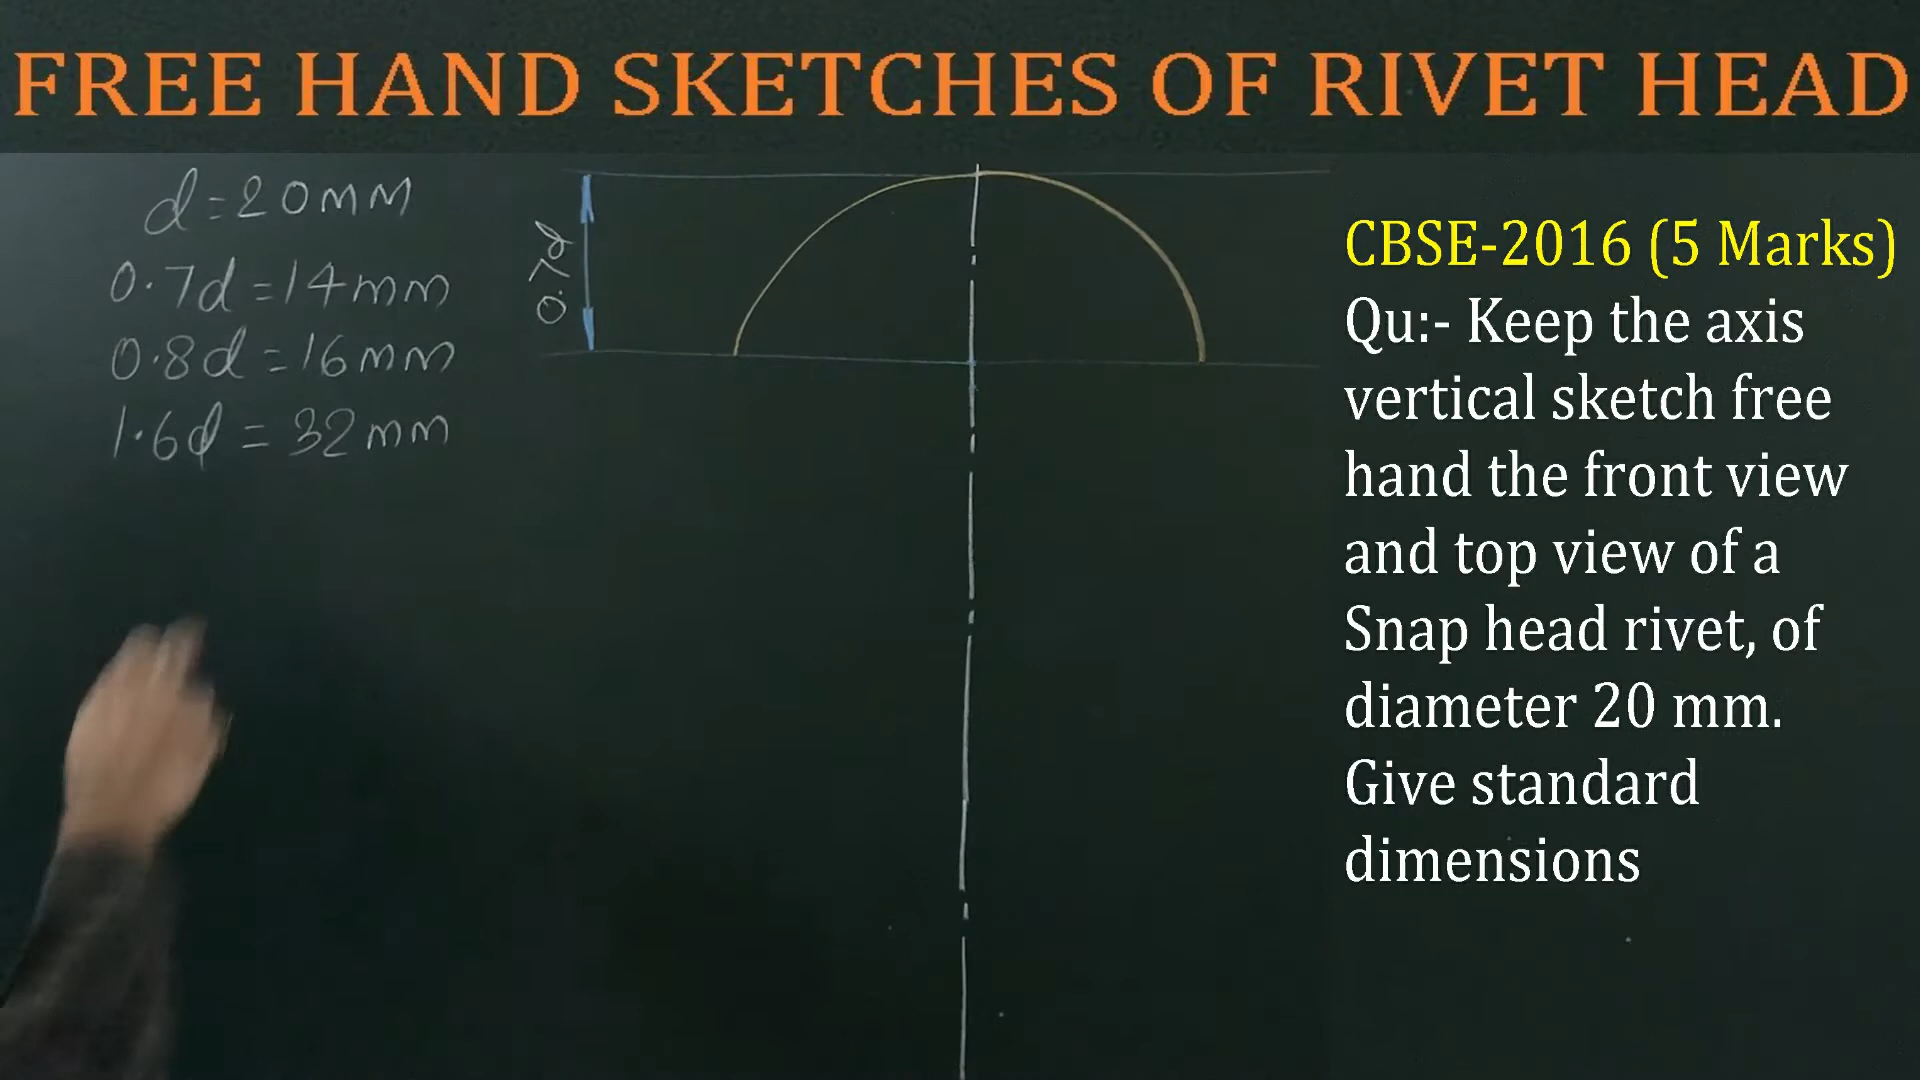 FREE HAND SKETCHES OF RIVET HEAD
d=20mm
0.7d=14mm
0.8d=16mm
1.6d=32mm
0.7d
CBSE-2016 (5 Marks)
Qu:- Keep the axis
vertical sketch free
hand the front view
and top view of a
Snap head rivet, of
diameter 20 mm.
Give standard
dimensions